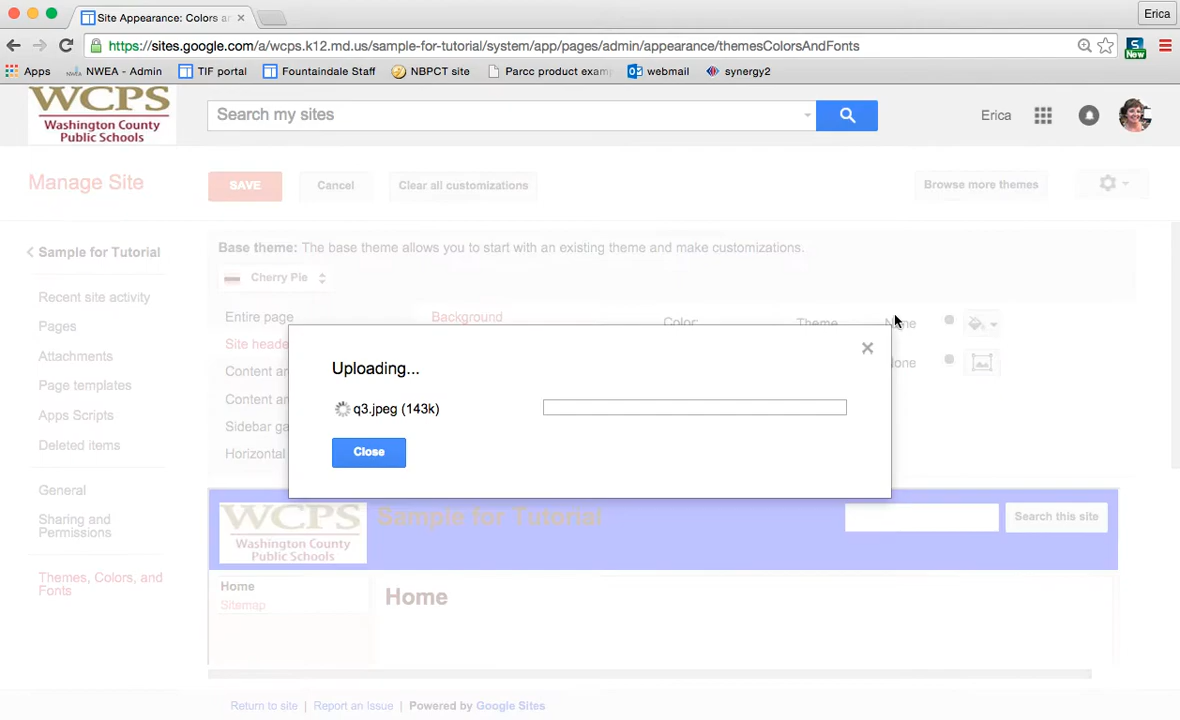 Site Appearance: Colors an
Erica
https://sites.google.com/a/wcps.k12.md.us/sample-for-tutorial/system/app/pages/admin/appearance/themesColorsAndFonts
New
Apps
NWEA - Admin
TIF portal
Fountaindale Staff
NBPCT site
Parcc product exam
webmail
synergy2
WCPS
Washington County
Public Schools
Search my sites
Erica
Manage Site
SAVE
Cancel
Clear all customizations
Browse more themes
Sample for Tutorial
Base theme: The base theme allows you to start with an existing theme and make customizations.
Cherry Pie
Recent site activity
Pages
Attachments
Page templates
Apps Scripts
Deleted items
General
Sharing and
Permissions
Themes, Colors, and
Fonts
Entire page
Site heade
Content ar
Content ar
Sidebar ga
Horizontal
Background
Color:
Theme
None
one
Uploading...
q3.jpeg (143k)
Close
WCPS
Washington County
Public Schools
Sample for Tutorial
Search this site
Home
Sitemap
Home
Return to site | Report an Issue | Powered by Google Sites